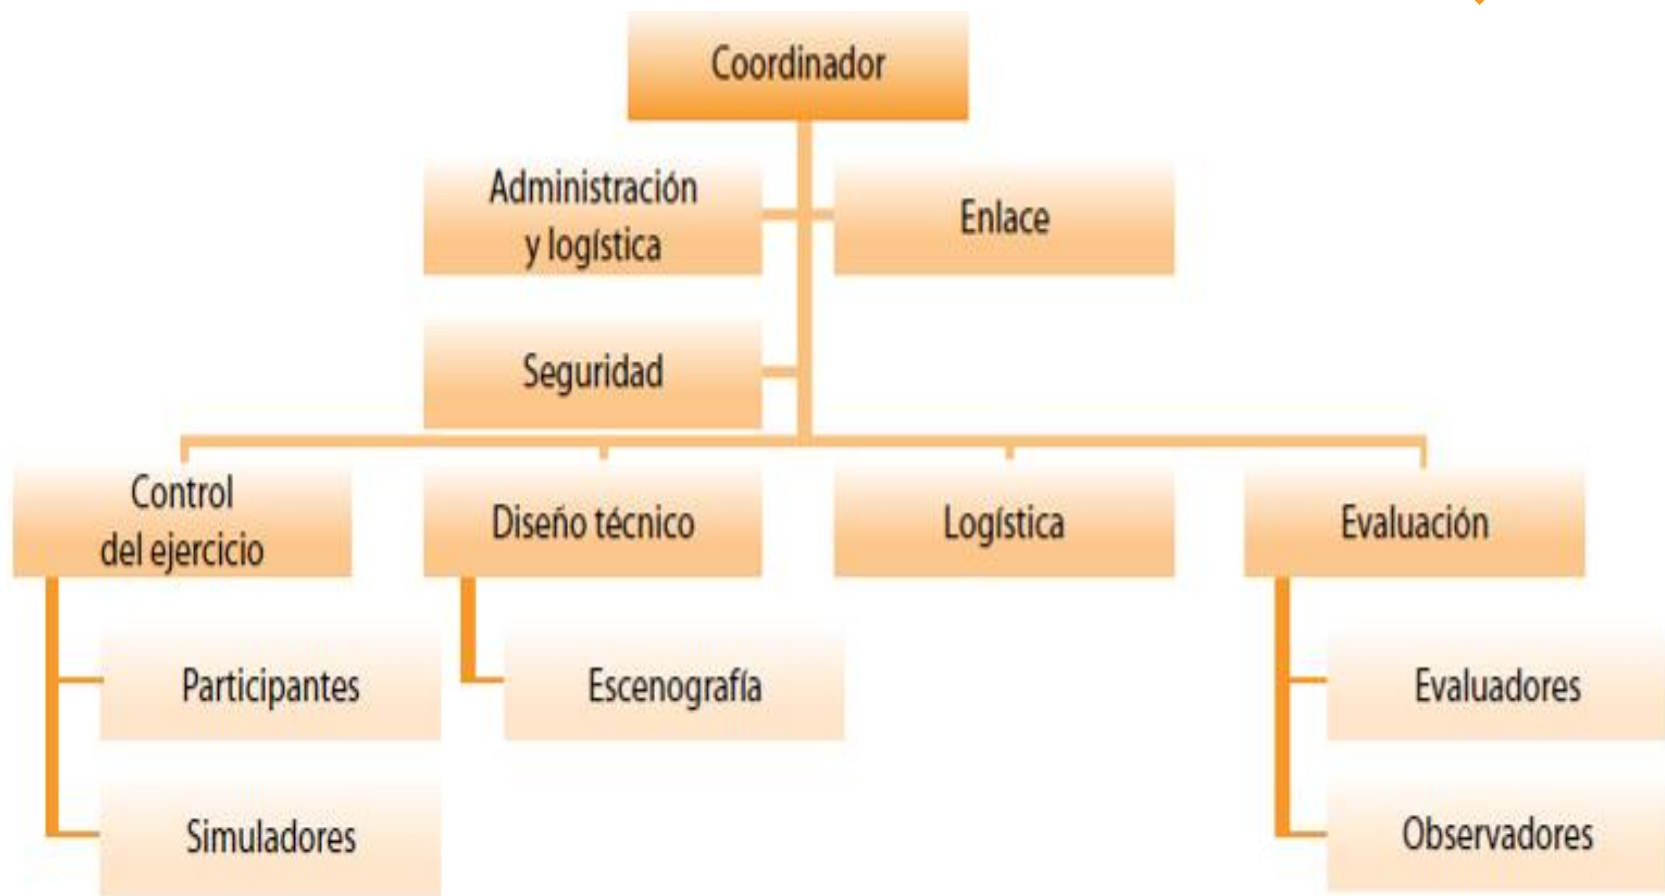 Coordinador
Administración
y logística
Enlace
Seguridad
Control
del ejercicio
Diseño técnico
Logística
Evaluación
Participantes
Escenografía
Evaluadores
Simuladores
Observadores